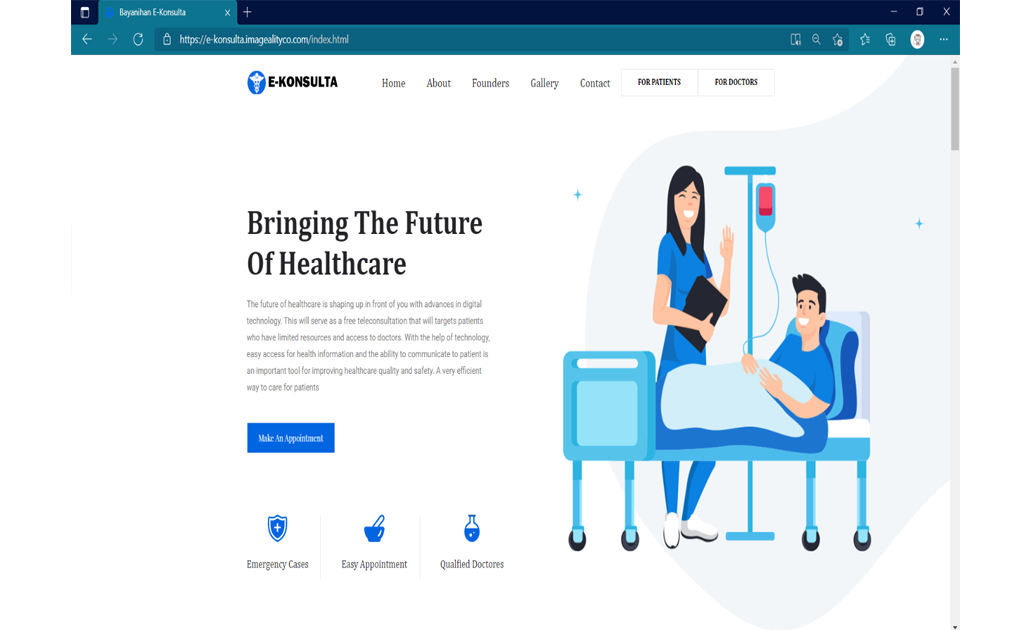 Bayanihan E-Konsulta
https://e-konsulta.imagealityco.com/index.html
E-KONSULTA
Home About Founders Gallery Contact FOR PATIENTS FOR DOCTORS
Bringing The Future
Of Healthcare
The future of healthcare is shaping up in front of you with advances in digital
technology. This will serve as a free teleconsultation that will targets patients
who have limited resources and access to doctors. With the help of technology,
easy access for health information and the ability to communicate to patient is
an important tool for improving healthcare quality and safety. A very efficient
way to care for patients
Make An Appointment
Emergency Cases Easy Appointment Qualfied Doctores